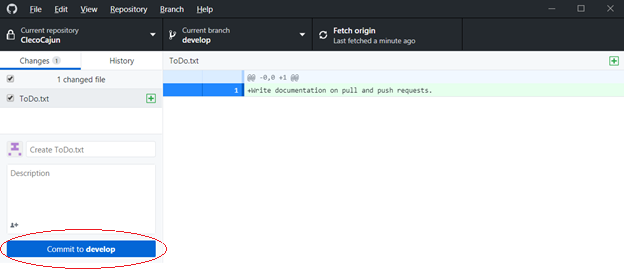 File Edit View Repository Branch Help
Current repository
ClecoCajun
Current branch
develop
Fetch origin
Last fetched a minute ago
Changes 1 History
ToDo.txt
1 changed file
@@ -0,0 +1 @@
1 +Write documentation on pull and push requests.
ToDo.txt
Create ToDo.txt
Description
Commit to develop